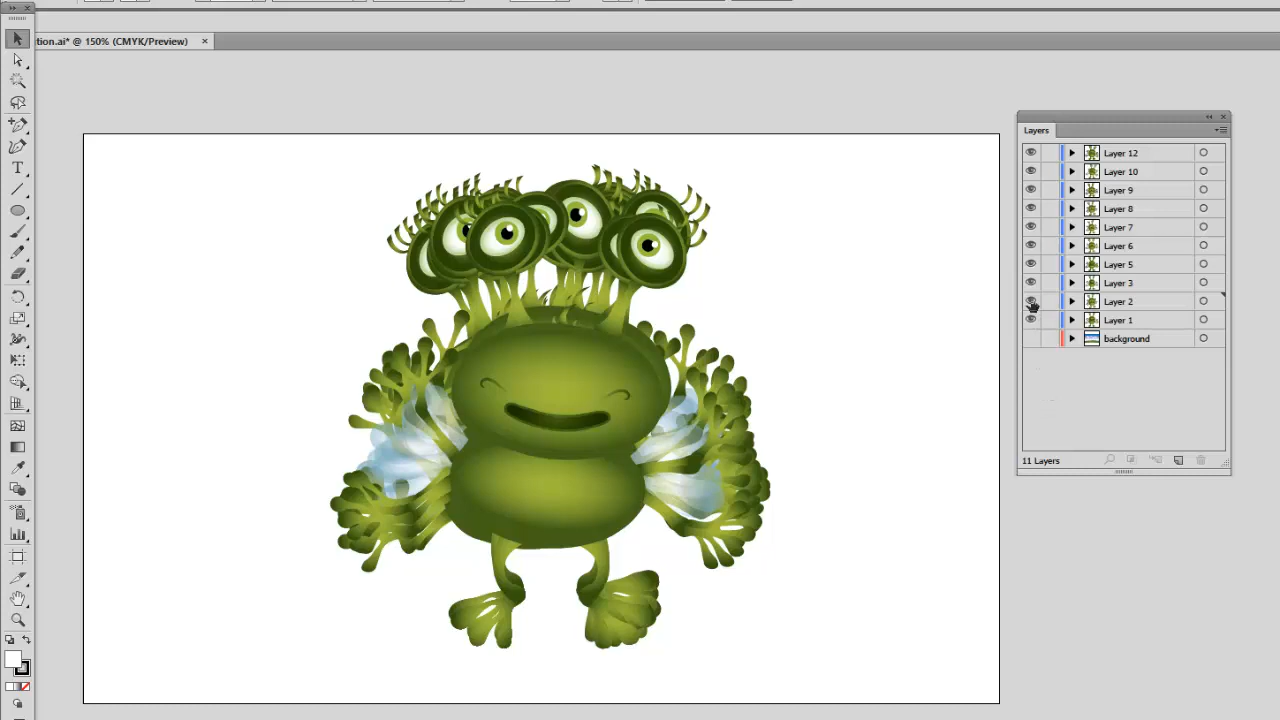 tion.ai* @ 150% (CMYK/Preview)
Layers
Layer 12
Layer 10
Layer 9
Layer 8
Layer 7
Layer 6
Layer 5
Layer 3
Layer 2
Layer 1
background
11 Layers